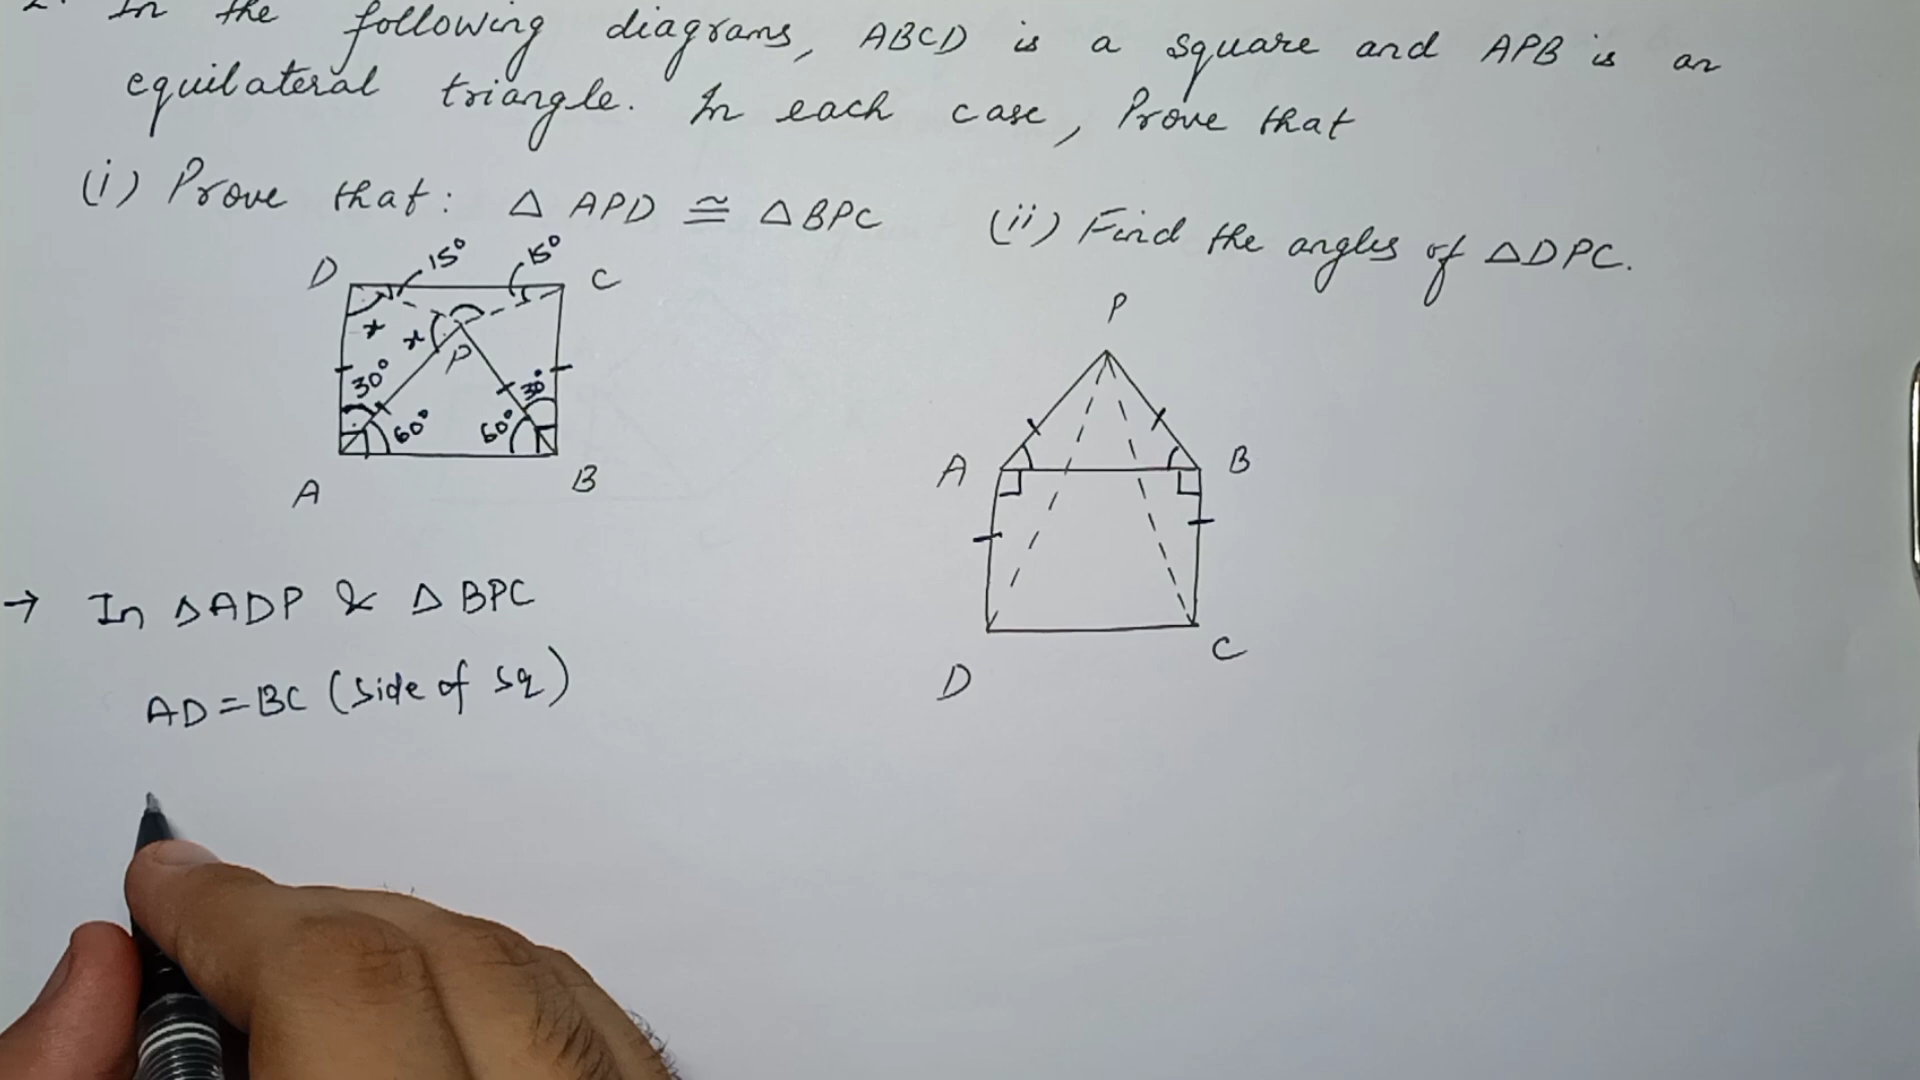 2. In the following diagrams, ABCD is a square and APB is an
equilateral triangle. In each case, Prove that
(i) Prove that: △ APD ≅ △BPC (ii) Find the angles of △DPC.
15° 15°
D C
x x
P
30° 30°
60° 60°
A B
P
A B
D C
→ In △ADP & △BPC
AD = BC (side of sq)